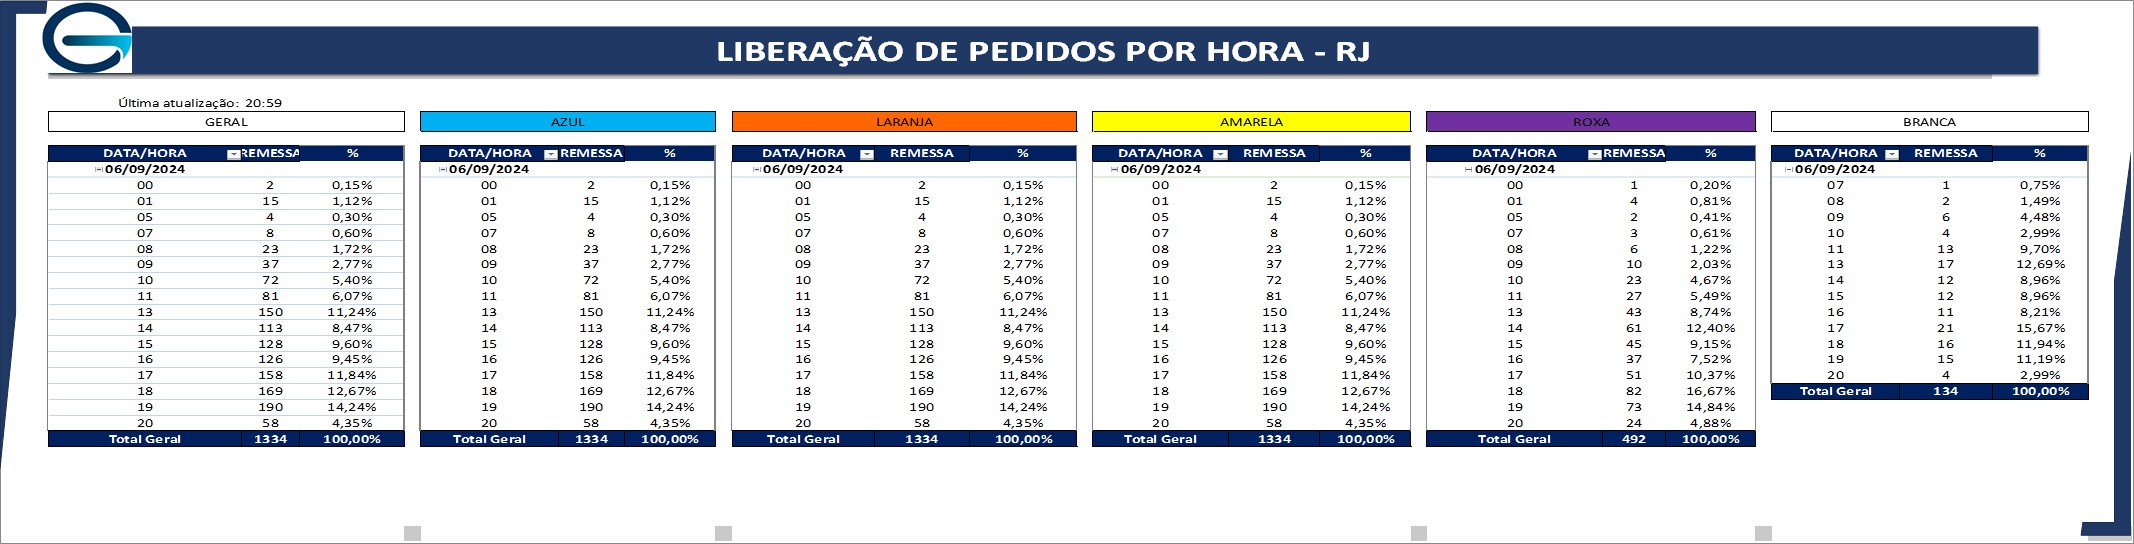 LIBERAÇÃO DE PEDIDOS POR HORA - RJ
Última atualização: 20:59
GERAL
DATA/HORA REMESSA %
06/09/2024
00 2 0,15%
01 15 1,12%
05 4 0,30%
07 8 0,60%
08 23 1,72%
09 37 2,77%
10 72 5,40%
11 81 6,07%
13 150 11,24%
14 113 8,47%
15 128 9,60%
16 126 9,45%
17 158 11,84%
18 169 12,67%
19 190 14,24%
20 58 4,35%
Total Geral 1334 100,00%
AZUL
DATA/HORA REMESSA %
06/09/2024
00 2 0,15%
01 15 1,12%
05 4 0,30%
07 8 0,60%
08 23 1,72%
09 37 2,77%
10 72 5,40%
11 81 6,07%
13 150 11,24%
14 113 8,47%
15 128 9,60%
16 126 9,45%
17 158 11,84%
18 169 12,67%
19 190 14,24%
20 58 4,35%
Total Geral 1334 100,00%
LARANJA
DATA/HORA REMESSA %
06/09/2024
00 2 0,15%
01 15 1,12%
05 4 0,30%
07 8 0,60%
08 23 1,72%
09 37 2,77%
10 72 5,40%
11 81 6,07%
13 150 11,24%
14 113 8,47%
15 128 9,60%
16 126 9,45%
17 158 11,84%
18 169 12,67%
19 190 14,24%
20 58 4,35%
Total Geral 1334 100,00%
AMARELA
DATA/HORA REMESSA %
06/09/2024
00 2 0,15%
01 15 1,12%
05 4 0,30%
07 8 0,60%
08 23 1,72%
09 37 2,77%
10 72 5,40%
11 81 6,07%
13 150 11,24%
14 113 8,47%
15 128 9,60%
16 126 9,45%
17 158 11,84%
18 169 12,67%
19 190 14,24%
20 58 4,35%
Total Geral 1334 100,00%
ROXA
DATA/HORA REMESSA %
06/09/2024
00 1 0,20%
01 4 0,81%
05 2 0,41%
07 3 0,61%
08 6 1,22%
09 10 2,03%
10 23 4,67%
11 27 5,49%
13 43 8,74%
14 61 12,40%
15 45 9,15%
16 37 7,52%
17 51 10,37%
18 82 16,67%
19 73 14,84%
20 24 4,88%
Total Geral 492 100,00%
BRANCA
DATA/HORA REMESSA %
06/09/2024
07 1 0,75%
08 2 1,49%
09 6 4,48%
10 4 2,99%
11 13 9,70%
13 17 12,69%
14 12 8,96%
15 12 8,96%
16 11 8,21%
17 21 15,67%
18 16 11,94%
19 15 11,19%
20 4 2,99%
Total Geral 134 100,00%